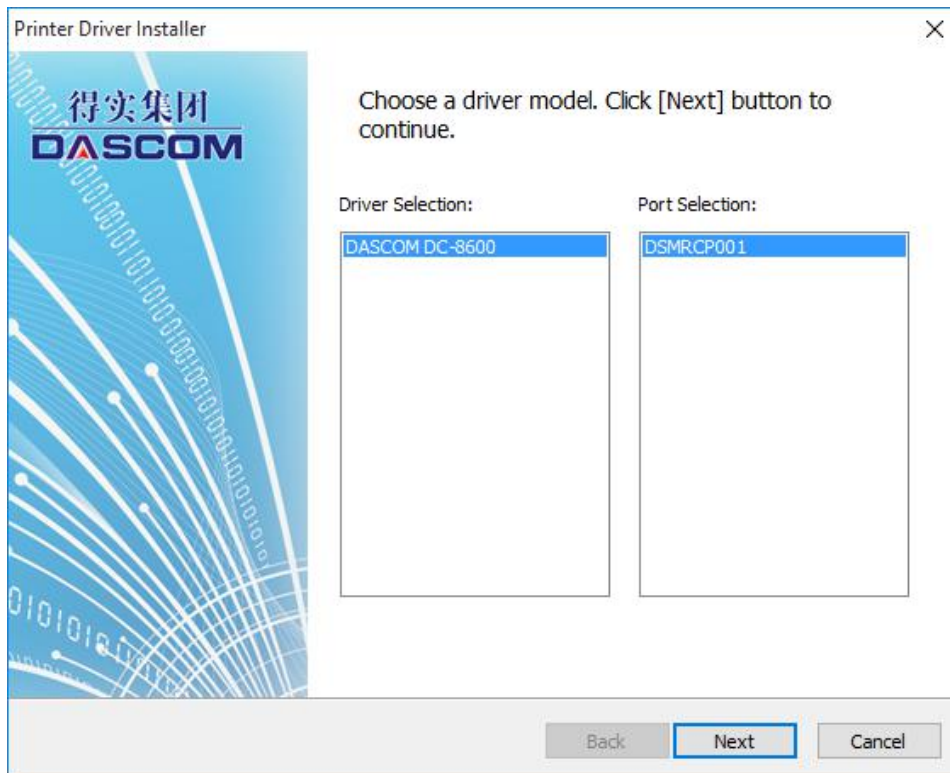 Printer Driver Installer
得实集团
DASCOM
Choose a driver model. Click [Next] button to
continue.
Driver Selection:
Port Selection:
DASCOM DC-8600
DSMRCP001
Back
Next
Cancel